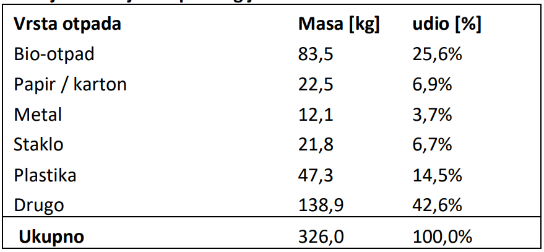 Vrsta otpada Masa [kg] udio [%]
Bio-otpad 83,5 25,6%
Papir / karton 22,5 6,9%
Metal 12,1 3,7%
Staklo 21,8 6,7%
Plastika 47,3 14,5%
Drugo 138,9 42,6%
Ukupno 326,0 100,0%